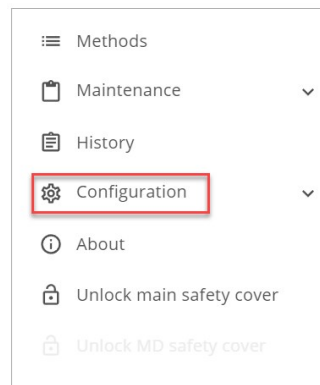 Methods
Maintenance
History
Configuration
About
Unlock main safety cover
Unlock MD safety cover